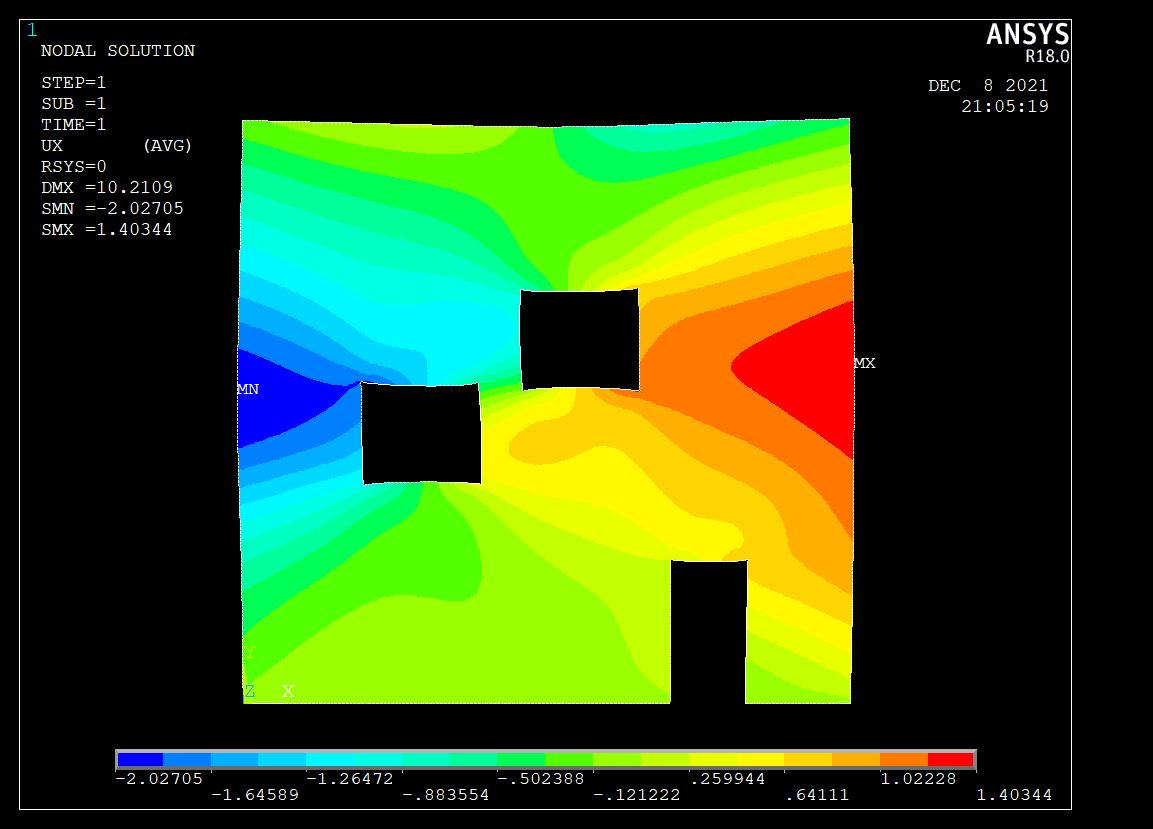 1
ANSYS
R18.0
NODAL SOLUTION
DEC  8 2021
21:05:19
STEP=1
SUB =1
TIME=1
UX       (AVG)
RSYS=0
DMX =10.2109
SMN =-2.02705
SMX =1.40344
MX
MN
Y
Z X
-2.02705 -1.26472 -.502388 .259944 1.02228
-1.64589 -.883554 -.121222 .64111 1.40344